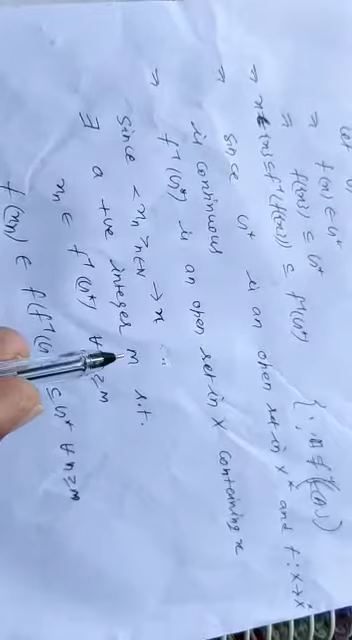 let
⇒ f(x) ∈ U*
⇒ f(x) ⊆ U*
⇒ x ∈ f⁻¹(f(x)) ⊆ f⁻¹(U*) {∵
Since U* is an open set in X* and f: X→X*
is continuous
⇒ f⁻¹(U*) is an open set in X containing x
Since <xn>n∈N → x ∴
∃ a +ve integer m s.t.
xn ∈ f⁻¹(U*) ∀ ≥ m
f(xn) ∈ f(f⁻¹(U ⊆ U* ∀ n ≥ m